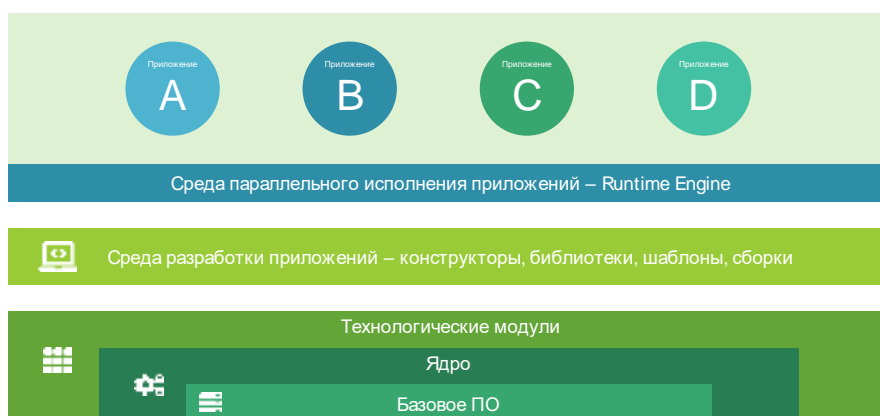 Приложение Приложение Приложение Приложение
A B C D
Среда параллельного исполнения приложений – Runtime Engine
Среда разработки приложений – конструкторы, библиотеки, шаблоны, сборки
Технологические модули
Ядро
Базовое ПО